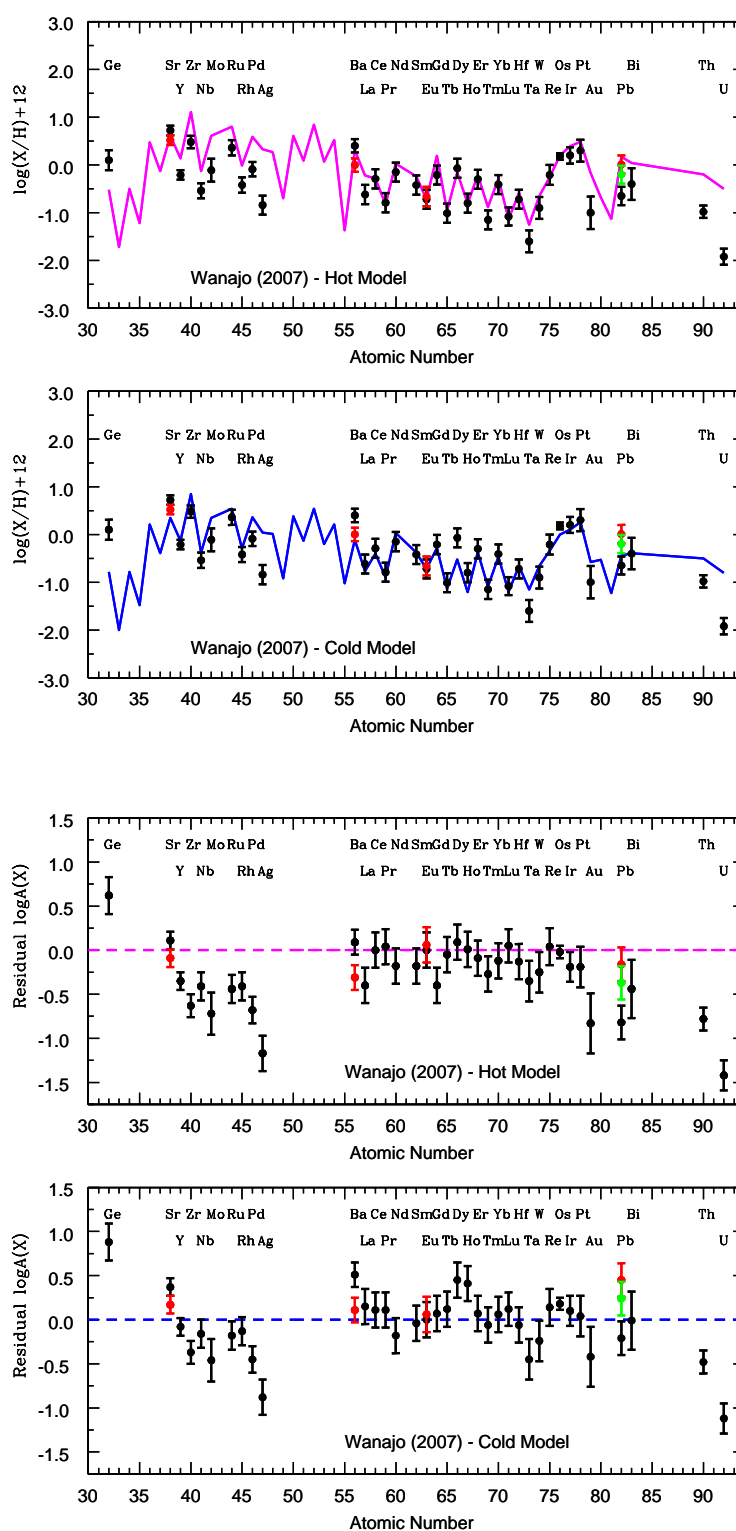 3.0
Ge Sr Zr Mo Ru Pd Ba Ce Nd Sm Gd Dy Er Yb Hf W Os Pt Bi Th
Y Nb Rh Ag La Pr Eu Tb Ho Tm Lu Ta Re Ir Au Pb U
2.0
1.0
0.0
-1.0
-2.0
-3.0
log(X/H)+12
Wanajo (2007) - Hot Model
30 35 40 45 50 55 60 65 70 75 80 85 90
Atomic Number
3.0
Ge Sr Zr Mo Ru Pd Ba Ce Nd Sm Gd Dy Er Yb Hf W Os Pt Bi Th
Y Nb Rh Ag La Pr Eu Tb Ho Tm Lu Ta Re Ir Au Pb U
2.0
1.0
0.0
-1.0
-2.0
-3.0
log(X/H)+12
Wanajo (2007) - Cold Model
30 35 40 45 50 55 60 65 70 75 80 85 90
Atomic Number
1.5
Ge Sr Zr Mo Ru Pd Ba Ce Nd Sm Gd Dy Er Yb Hf W Os Pt Bi Th
Y Nb Rh Ag La Pr Eu Tb Ho Tm Lu Ta Re Ir Au Pb U
1.0
0.5
0.0
-0.5
-1.0
-1.5
Residual logA(X)
Wanajo (2007) - Hot Model
30 35 40 45 50 55 60 65 70 75 80 85 90
Atomic Number
1.5
Ge Sr Zr Mo Ru Pd Ba Ce Nd Sm Gd Dy Er Yb Hf W Os Pt Bi Th
Y Nb Rh Ag La Pr Eu Tb Ho Tm Lu Ta Re Ir Au Pb U
1.0
0.5
0.0
-0.5
-1.0
-1.5
Residual logA(X)
Wanajo (2007) - Cold Model
30 35 40 45 50 55 60 65 70 75 80 85 90
Atomic Number